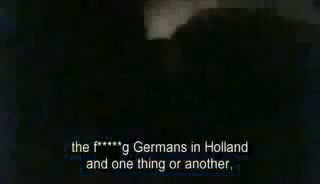 the f*****g Germans in Holland
and one thing or another,